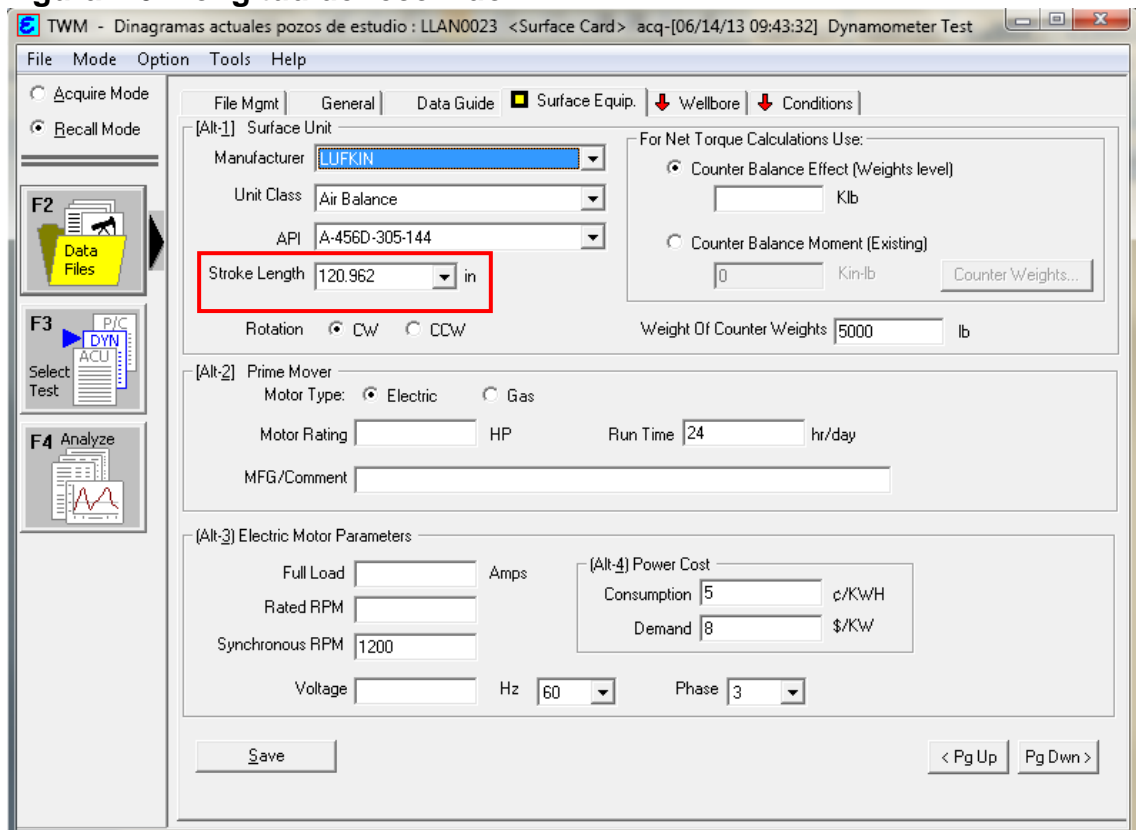 TWM - Dinagramas actuales pozos de estudio : LLAN0023 <Surface Card> acq-[06/14/13 09:43:32] Dynamometer Test
File Mode Option Tools Help
Acquire Mode
Recall Mode
F2
Data
Files
F3
P/C
DYN
ACU
Select
Test
F4 Analyze
File Mgmt General Data Guide Surface Equip. Wellbore Conditions
[Alt-1] Surface Unit
Manufacturer LUFKIN
Unit Class Air Balance
API A-456D-305-144
Stroke Length 120.962 in
Rotation CW CCW
For Net Torque Calculations Use:
Counter Balance Effect (Weights level)
Klb
Counter Balance Moment (Existing)
0 Kin-lb Counter Weights...
Weight Of Counter Weights 5000 lb
[Alt-2] Prime Mover
Motor Type: Electric Gas
Motor Rating HP Run Time 24 hr/day
MFG/Comment
(Alt-3) Electric Motor Parameters
Full Load Amps
Rated RPM
Synchronous RPM 1200
Voltage Hz 60 Phase 3
(Alt-4) Power Cost
Consumption 5 ¢/KWH
Demand 8 $/KW
Save
< Pg Up Pg Dwn >